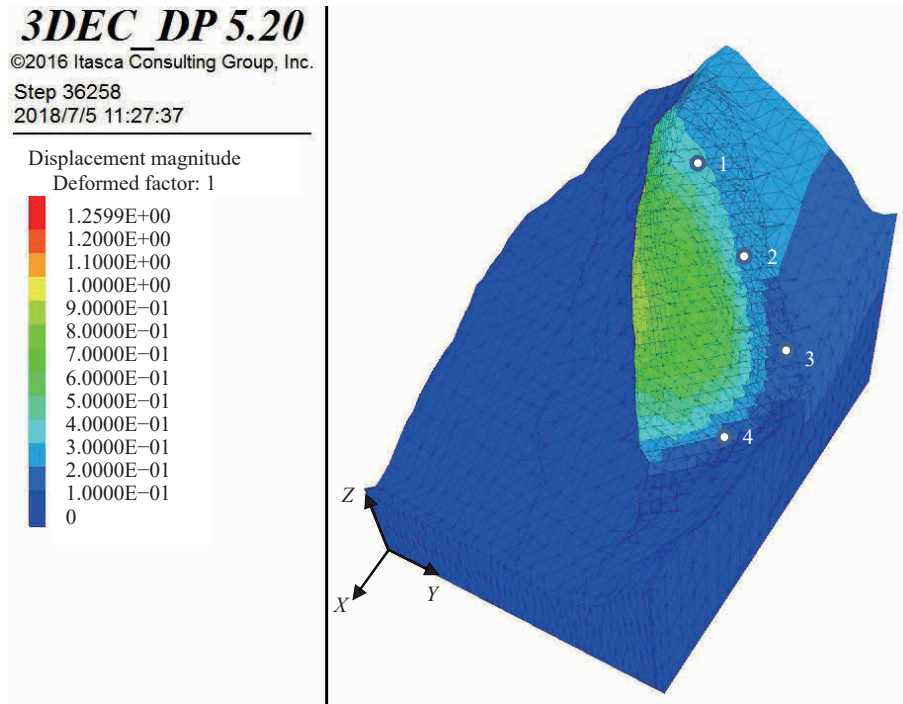 3DEC_DP 5.20
©2016 Itasca Consulting Group, Inc.
Step 36258
2018/7/5 11:27:37
Displacement magnitude
Deformed factor: 1
1.2599E+00
1.2000E+00
1.1000E+00
1.0000E+00
9.0000E−01
8.0000E−01
7.0000E−01
6.0000E−01
5.0000E−01
4.0000E−01
3.0000E−01
2.0000E−01
1.0000E−01
0
1
2
3
4
Z
X
Y